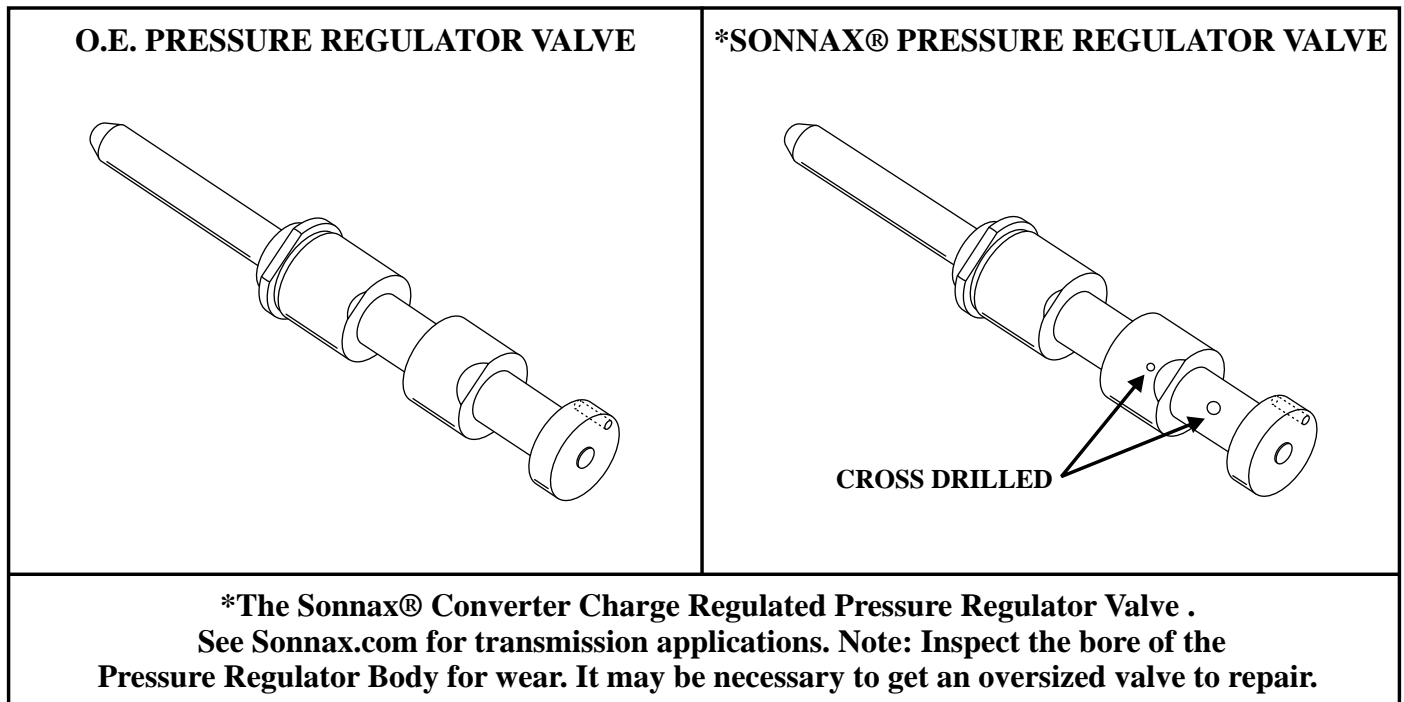 O.E. PRESSURE REGULATOR VALVE
*SONNAX® PRESSURE REGULATOR VALVE
CROSS DRILLED
*The Sonnax® Converter Charge Regulated Pressure Regulator Valve .
See Sonnax.com for transmission applications. Note: Inspect the bore of the
Pressure Regulator Body for wear. It may be necessary to get an oversized valve to repair.